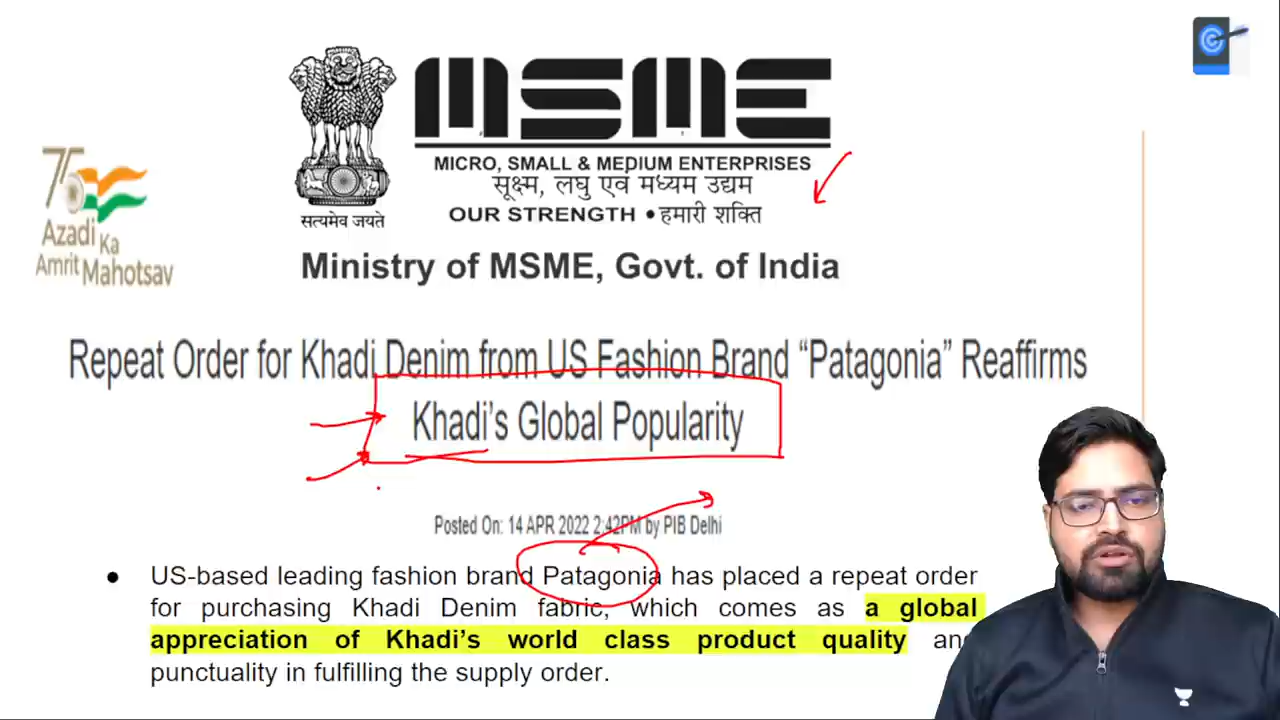 MSME
MICRO, SMALL & MEDIUM ENTERPRISES
सूक्ष्म, लघु एवं मध्यम उद्यम
OUR STRENGTH • हमारी शक्ति
सत्यमेव जयते
75
Azadi Ka
Amrit Mahotsav
Ministry of MSME, Govt. of India
Repeat Order for Khadi Denim from US Fashion Brand “Patagonia” Reaffirms
Khadi’s Global Popularity
Posted On: 14 APR 2022 2:42PM by PIB Delhi
● US-based leading fashion brand Patagonia has placed a repeat order
for purchasing Khadi Denim fabric, which comes as a global
appreciation of Khadi’s world class product quality and
punctuality in fulfilling the supply order.